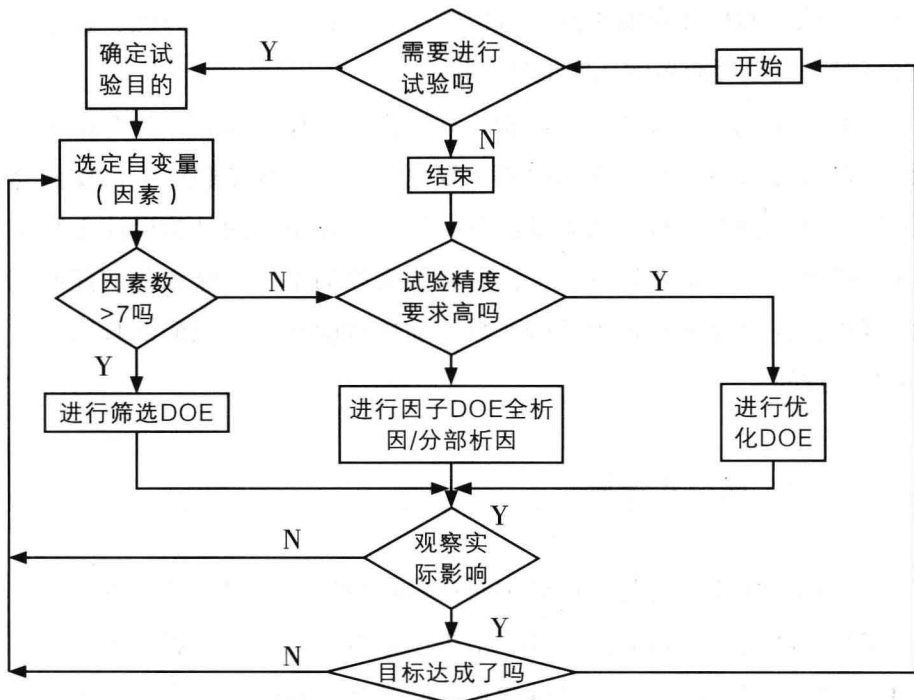 确定试
验目的
Y
需要进行
试验吗
开始
N
结束
选定自变量
(因素)
因素数
>7吗
N
试验精度
要求高吗
Y
Y
进行筛选DOE
进行因子DOE全析
因/分部析因
进行优
化DOE
Y
N
观察实
际影响
Y
N
目标达成了吗